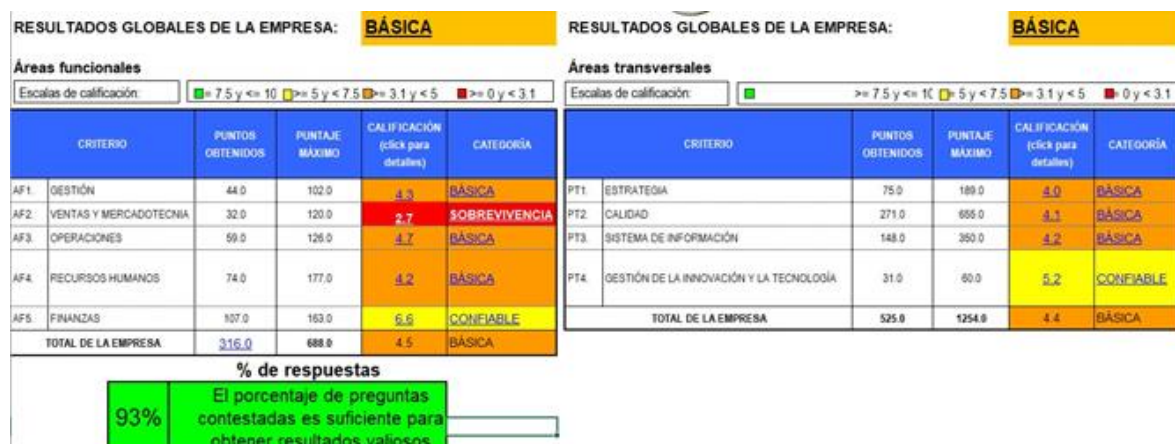 RESULTADOS GLOBALES DE LA EMPRESA: BÁSICA
Áreas funcionales
Escalas de calificación: = 7.5 y <= 10 >= 5 y < 7.5 >= 3.1 y < 5 >= 0 y < 3.1
CRITERIO PUNTOS OBTENIDOS PUNTAJE MÁXIMO CALIFICACIÓN (click para detalles) CATEGORÍA
AF1. GESTIÓN 44.0 102.0 4.3 BÁSICA
AF2. VENTAS Y MERCADOTECNIA 32.0 120.0 2.7 SOBREVIVENCIA
AF3. OPERACIONES 59.0 126.0 4.7 BÁSICA
AF4. RECURSOS HUMANOS 74.0 177.0 4.2 BÁSICA
AF5. FINANZAS 107.0 163.0 6.6 CONFIABLE
TOTAL DE LA EMPRESA 316.0 688.0 4.5 BÁSICA
% de respuestas
93% El porcentaje de preguntas
contestadas es suficiente para
obtener resultados valiosos
RESULTADOS GLOBALES DE LA EMPRESA: BÁSICA
Áreas transversales
Escalas de calificación: >= 7.5 y <= 1( = 5 y < 7.5 >= 3.1 y < 5 = 0 y < 3.1
CRITERIO PUNTOS OBTENIDOS PUNTAJE MÁXIMO CALIFICACIÓN (click para detalles) CATEGORÍA
PT1. ESTRATEGIA 75.0 189.0 4.0 BÁSICA
PT2. CALIDAD 271.0 655.0 4.1 BÁSICA
PT3. SISTEMA DE INFORMACIÓN 148.0 350.0 4.2 BÁSICA
PT4. GESTIÓN DE LA INNOVACIÓN Y LA TECNOLOGÍA 31.0 60.0 5.2 CONFIABLE
TOTAL DE LA EMPRESA 525.0 1254.0 4.4 BÁSICA